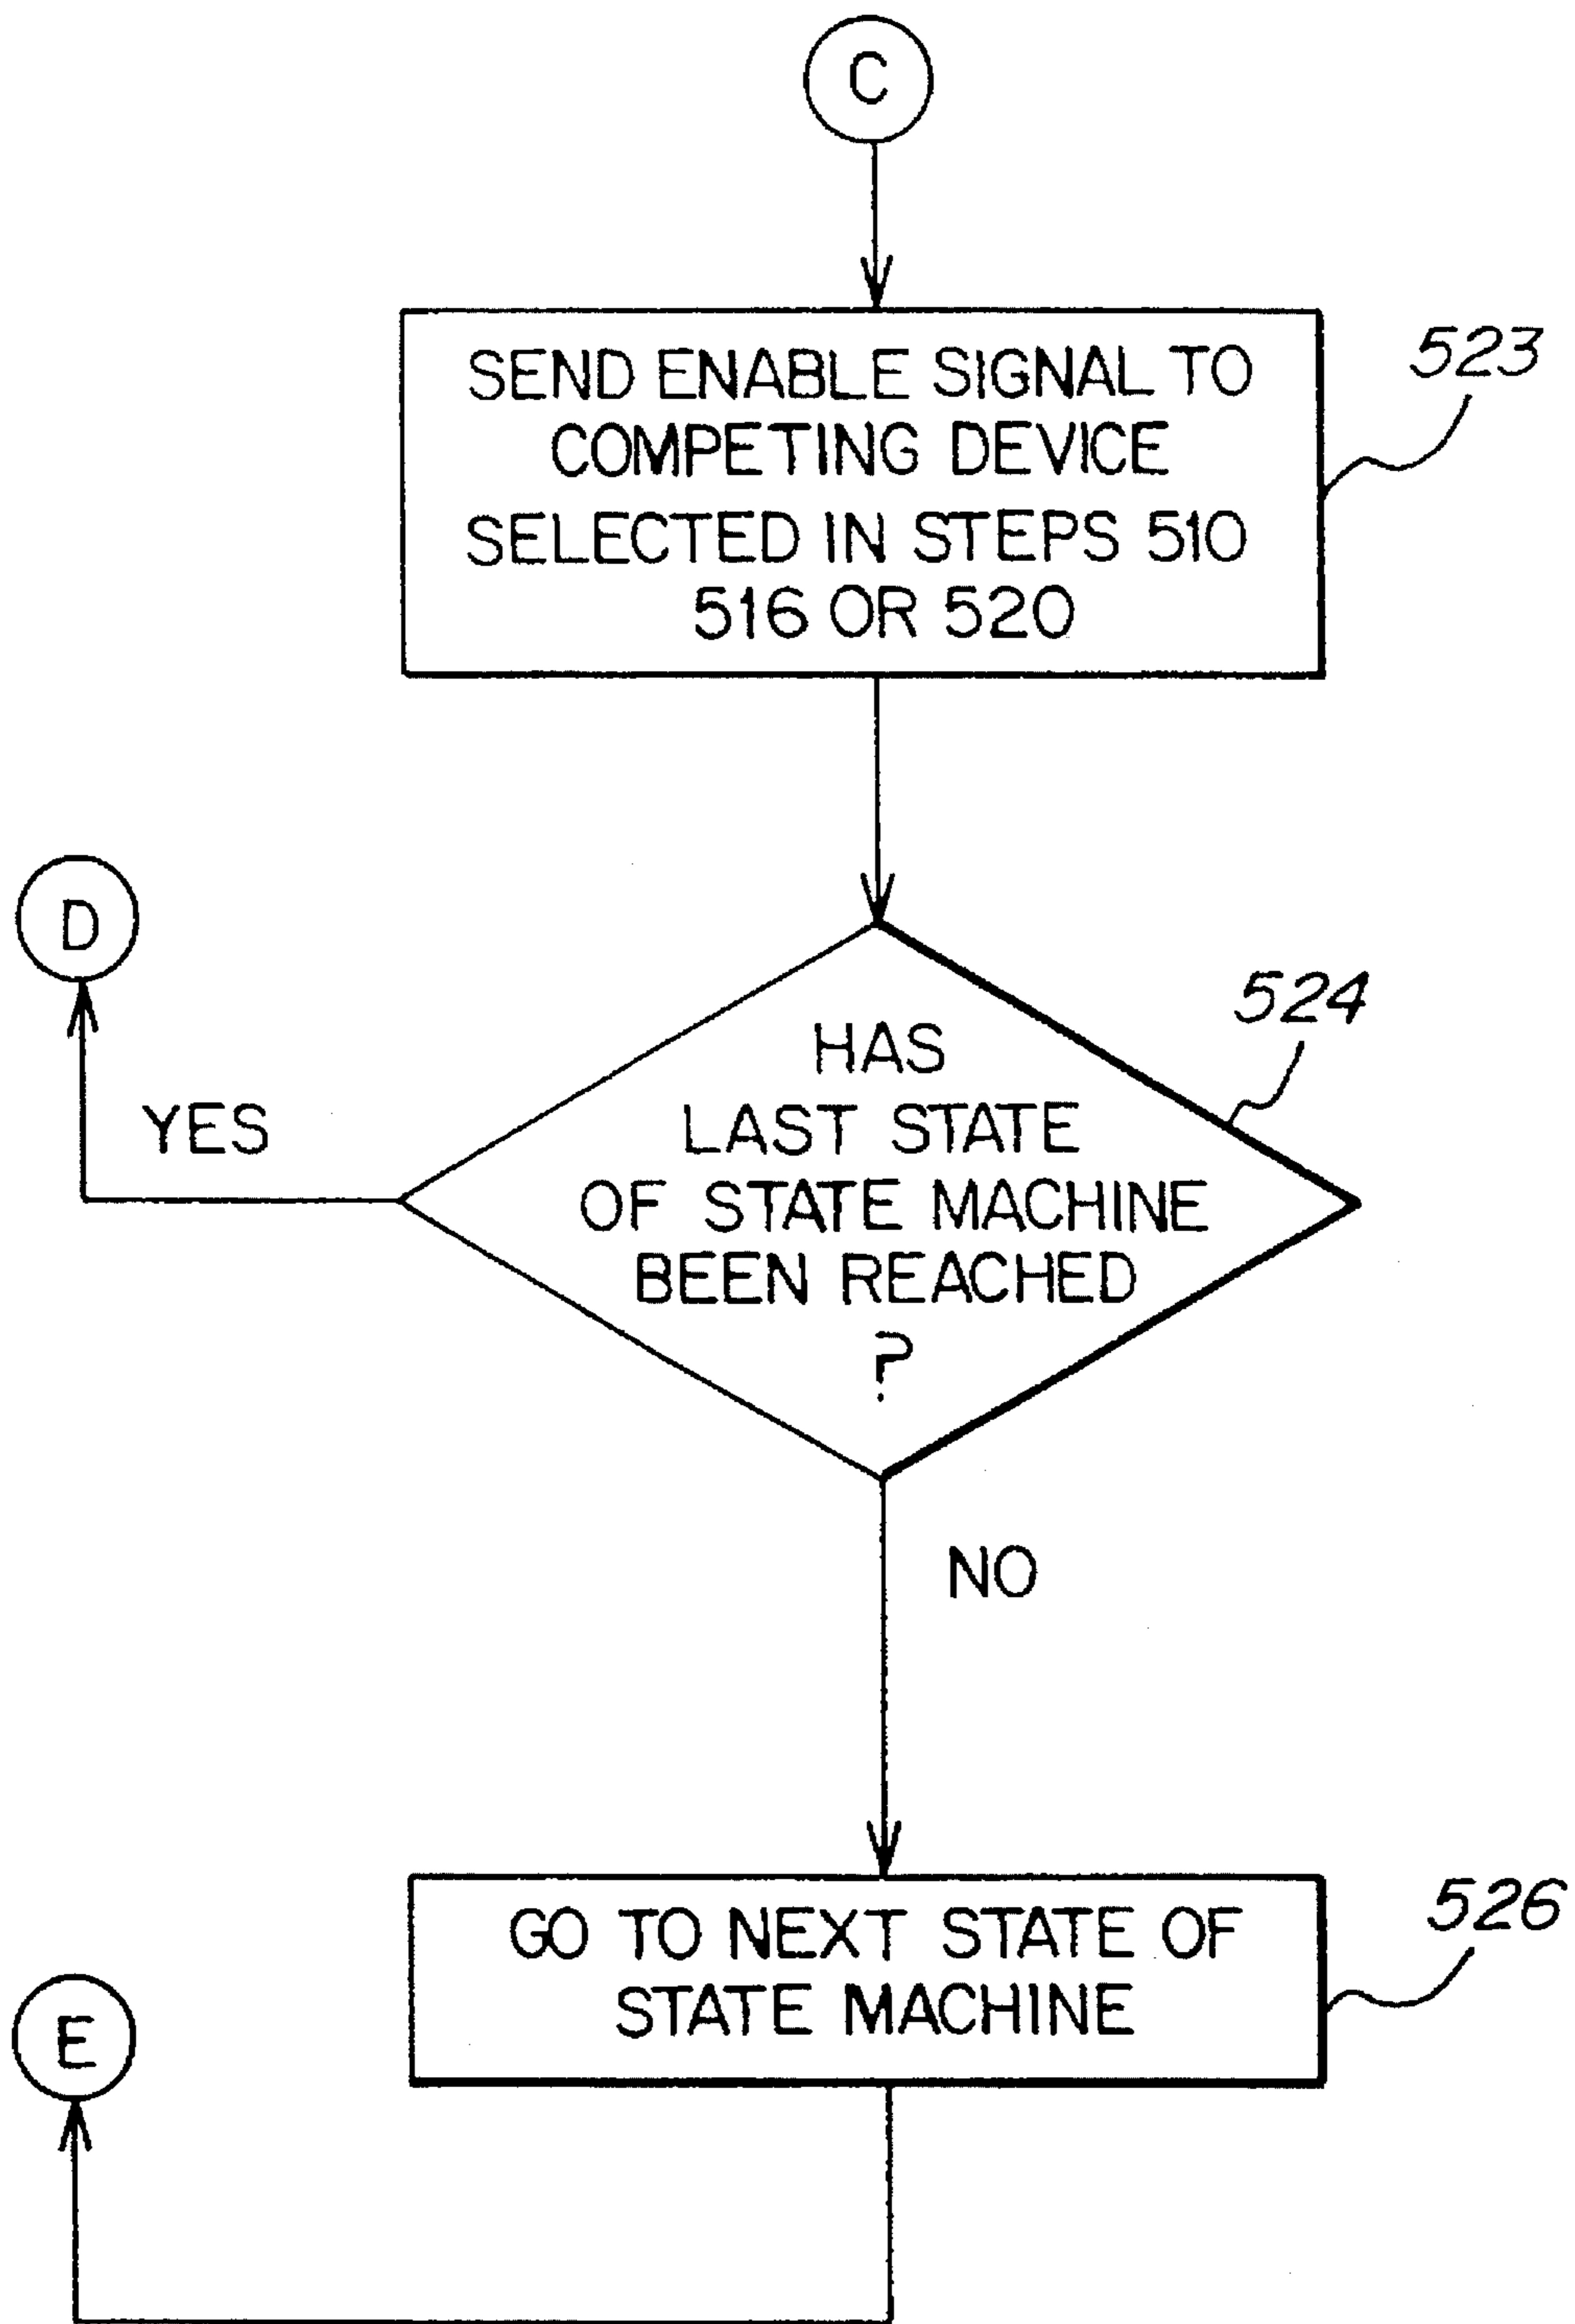 C
SEND ENABLE SIGNAL TO
COMPETING DEVICE
SELECTED IN STEPS 510
516 OR 520
523
D
YES
HAS
LAST STATE
OF STATE MACHINE
BEEN REACHED
?
524
NO
GO TO NEXT STATE OF
STATE MACHINE
526
E